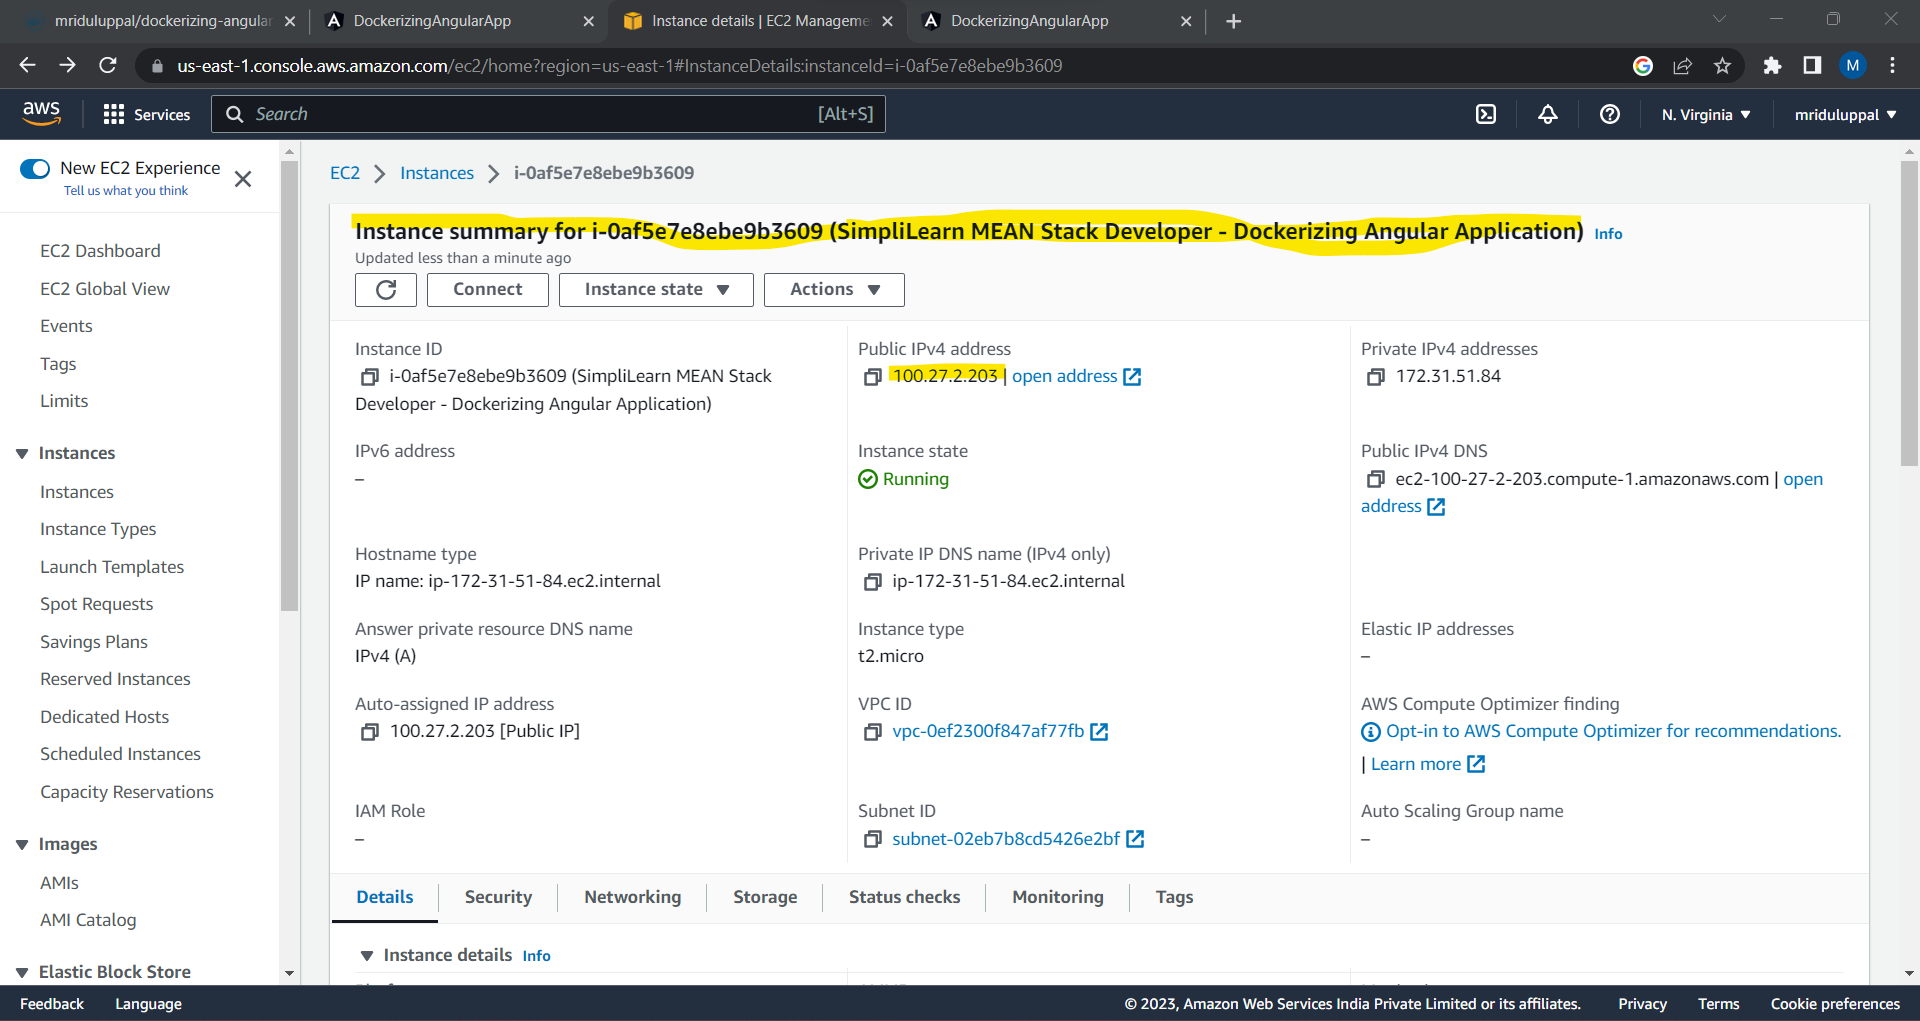 mriduluppal/dockerizing-angular
DockerizingAngularApp
Instance details | EC2 Manageme
DockerizingAngularApp
us-east-1.console.aws.amazon.com/ec2/home?region=us-east-1#InstanceDetails:instanceId=i-0af5e7e8ebe9b3609
M
aws
Services
Search
[Alt+S]
N. Virginia
mriduluppal
New EC2 Experience
Tell us what you think
EC2 Dashboard
EC2 Global View
Events
Tags
Limits
Instances
Instances
Instance Types
Launch Templates
Spot Requests
Savings Plans
Reserved Instances
Dedicated Hosts
Scheduled Instances
Capacity Reservations
Images
AMIs
AMI Catalog
Elastic Block Store
EC2
Instances
i-0af5e7e8ebe9b3609
Instance summary for i-0af5e7e8ebe9b3609 (SimpliLearn MEAN Stack Developer - Dockerizing Angular Application) Info
Updated less than a minute ago
Connect
Instance state
Actions
Instance ID
i-0af5e7e8ebe9b3609 (SimpliLearn MEAN Stack
Developer - Dockerizing Angular Application)
Public IPv4 address
100.27.2.203 | open address
Private IPv4 addresses
172.31.51.84
IPv6 address
–
Instance state
Running
Public IPv4 DNS
ec2-100-27-2-203.compute-1.amazonaws.com | open
address
Hostname type
IP name: ip-172-31-51-84.ec2.internal
Private IP DNS name (IPv4 only)
ip-172-31-51-84.ec2.internal
Answer private resource DNS name
IPv4 (A)
Instance type
t2.micro
Elastic IP addresses
–
Auto-assigned IP address
100.27.2.203 [Public IP]
VPC ID
vpc-0ef2300f847af77fb
AWS Compute Optimizer finding
Opt-in to AWS Compute Optimizer for recommendations.
| Learn more
IAM Role
–
Subnet ID
subnet-02eb7b8cd5426e2bf
Auto Scaling Group name
–
Details
Security
Networking
Storage
Status checks
Monitoring
Tags
Instance details Info
Feedback
Language
© 2023, Amazon Web Services India Private Limited or its affiliates.
Privacy
Terms
Cookie preferences